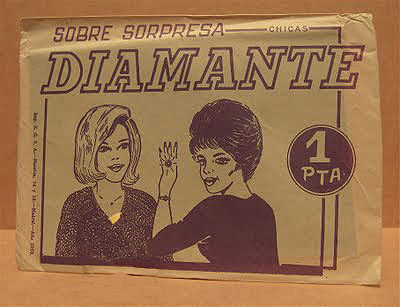 SOBRE SORPRESA
CHICAS
DIAMANTE
1
PTA